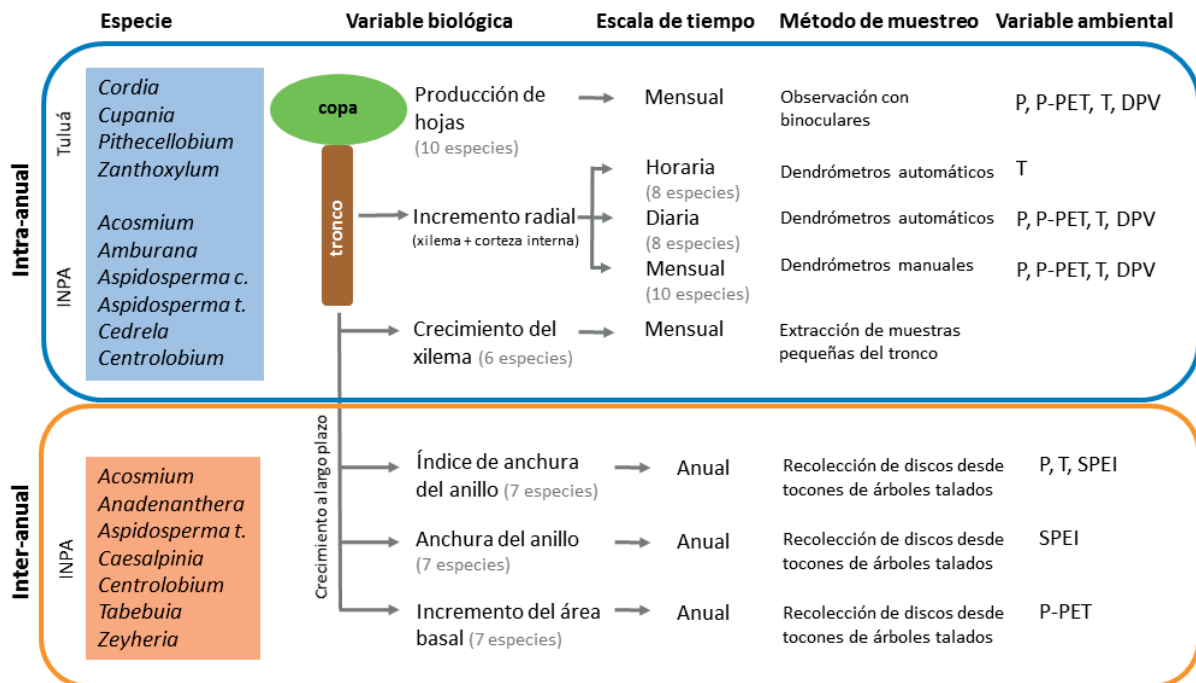 Especie
Variable biológica
Escala de tiempo
Método de muestreo
Variable ambiental
Intra-anual
Tuluá
Cordia
Cupania
Pithecellobium
Zanthoxylum
INPA
Acosmium
Amburana
Aspidosperma c.
Aspidosperma t.
Cedrela
Centrolobium
copa
tronco
Producción de
hojas
(10 especies)
Mensual
Observación con
binoculares
P, P-PET, T, DPV
Incremento radial
(xilema + corteza interna)
Horaria
(8 especies)
Dendrómetros automáticos
T
Diaria
(8 especies)
Dendrómetros automáticos
P, P-PET, T, DPV
Mensual
(10 especies)
Dendrómetros manuales
P, P-PET, T, DPV
Crecimiento del
xilema (6 especies)
Mensual
Extracción de muestras
pequeñas del tronco
Inter-anual
INPA
Acosmium
Anadenanthera
Aspidosperma t.
Caesalpinia
Centrolobium
Tabebuia
Zeyheria
Crecimiento a largo plazo
Índice de anchura
del anillo (7 especies)
Anual
Recolección de discos desde
tocones de árboles talados
P, T, SPEI
Anchura del anillo
(7 especies)
Anual
Recolección de discos desde
tocones de árboles talados
SPEI
Incremento del área
basal (7 especies)
Anual
Recolección de discos desde
tocones de árboles talados
P-PET